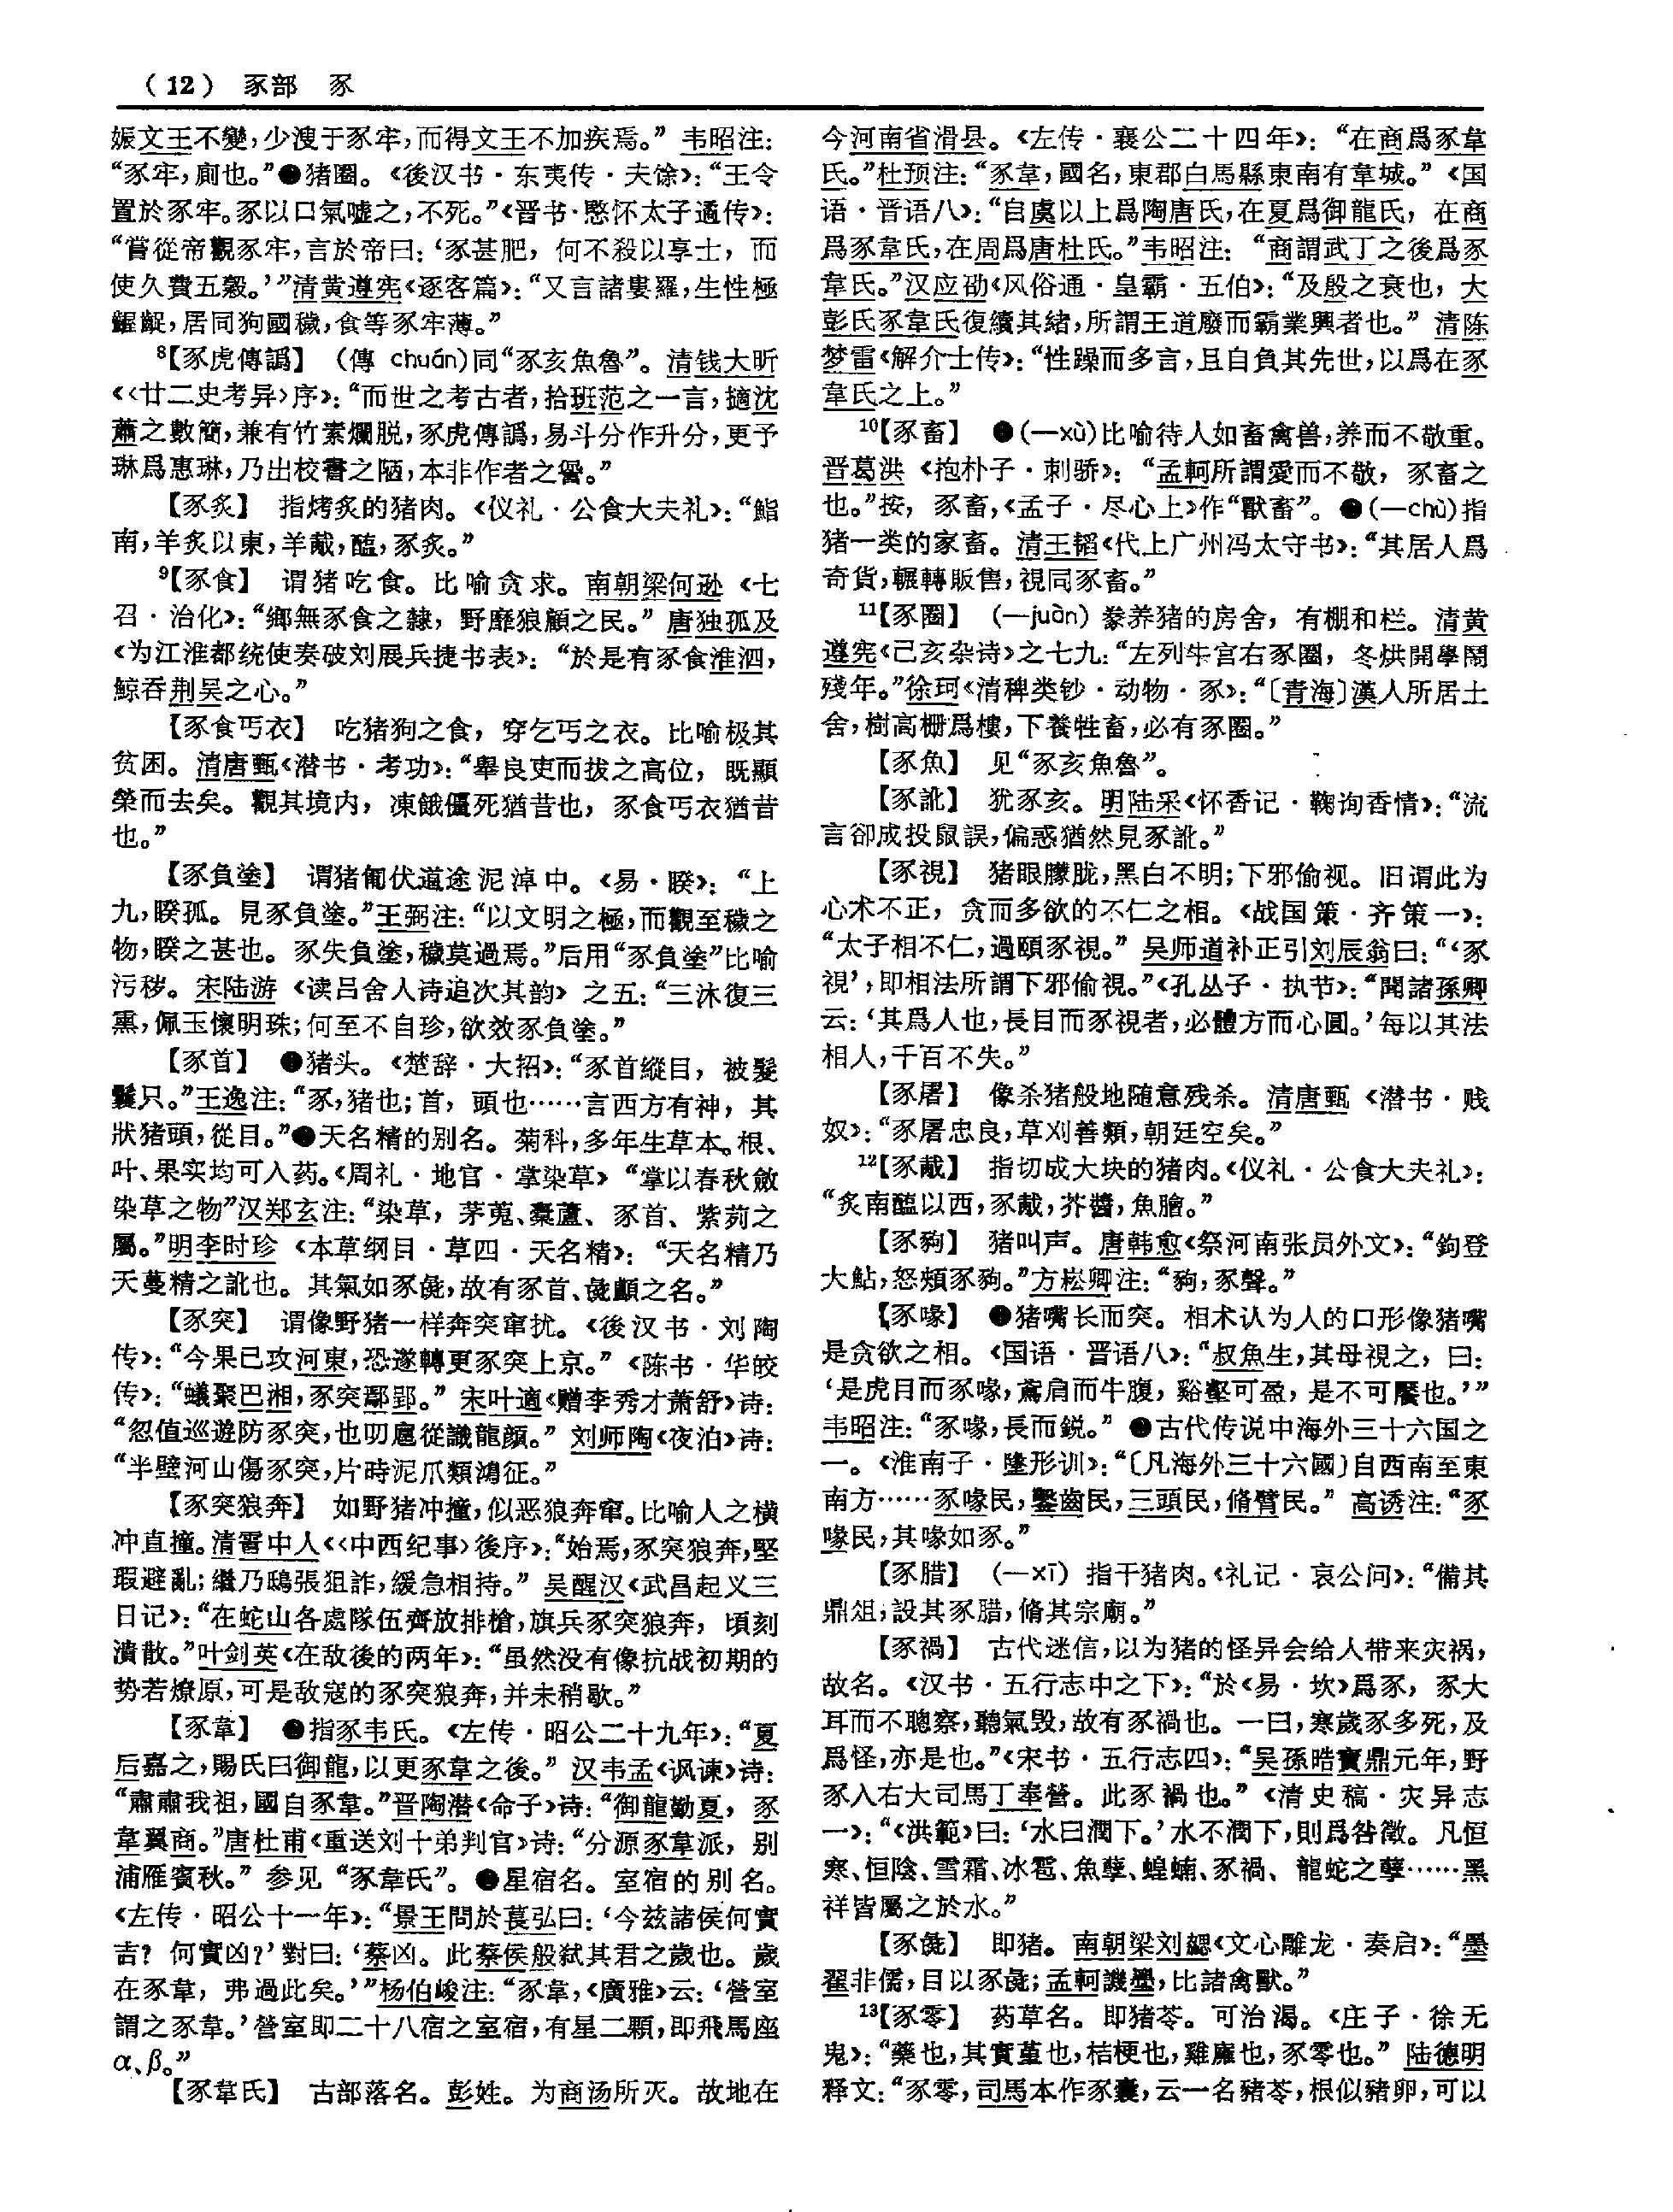 （12） 豕部 豕
娠文王不變，少溲于豕牢，而得文王不加疾焉。”韦昭注：
“豕牢，廁也。”❷猪圈。《後汉书·东夷传·夫馀》：“王令
置於豕牢。豕以口氣嘘之，不死。”《晋书·愍怀太子遹传》：
“嘗從帝觀豕牢，言於帝曰：‘豕甚肥，何不殺以享士，而
使久費五穀。’”清黄遵宪《逐客篇》：“又言諸婁羅，生性極
齷齪，居同狗國穢，食等豕牢薄。”
⁸【豕虎傳譌】 （傳 chuán）同“豕亥魚魯”。清钱大昕
《〈廿二史考异〉序》：“而世之考古者，拾班范之一言，擿沈
蕭之數簡，兼有竹素爛脱，豕虎傳譌，易斗分作升分，更予
琳爲惠琳，乃出校書之陋，本非作者之諐。”
【豕炙】 指烤炙的猪肉。《仪礼·公食大夫礼》：“鮨
南，羊炙以東，羊胾，醢，豕炙。”
⁹【豕食】 谓猪吃食。比喻贪求。南朝梁何逊《七
召·治化》：“鄉無豕食之隸，野靡狼顧之民。”唐独孤及
《为江淮都统使奏破刘展兵捷书表》：“於是有豕食淮泗，
鲸吞荆吴之心。”
【豕食丐衣】 吃猪狗之食，穿乞丐之衣。比喻极其
贫困。清唐甄《潜书·考功》：“舉良吏而拔之高位，既顯
榮而去矣。觀其境内，凍餓僵死猶昔也，豕食丐衣猶昔
也。”
【豕負塗】 谓猪匍伏道途泥淖中。《易·睽》：“上
九，睽孤。見豕負塗。”王弼注：“以文明之極，而觀至穢之
物，睽之甚也。豕失負塗，穢莫過焉。”后用“豕負塗”比喻
污秽。宋陆游《读吕舍人诗追次其韵》之五：“三沐復三
熏，佩玉懷明珠；何至不自珍，欲效豕負塗。”
【豕首】 ❶猪头。《楚辞·大招》：“豕首縱目，被髮
鬤只。”王逸注：“豕，猪也；首，頭也……言西方有神，其
狀猪頭，從目。”❷天名精的别名。菊科，多年生草本。根、
叶、果实均可入药。《周礼·地官·掌染草》“掌以春秋斂
染草之物”汉郑玄注：“染草，茅蒐、橐蘆、豕首、紫茢之
屬。”明李时珍《本草纲目·草四·天名精》：“天名精乃
天蔓精之訛也。其氣如豕彘，故有豕首、彘顱之名。”
【豕突】 谓像野猪一样奔突窜扰。《後汉书·刘陶
传》：“今果已攻河東，恐遂轉更豕突上京。”《陈书·华皎
传》：“蟻聚巴湘，豕突鄢郢。”宋叶適《赠李秀才萧舒》诗：
“忽值巡遊防豕突，也叨扈從識龍顔。”刘师陶《夜泊》诗：
“半壁河山傷豕突，片時泥爪類鴻征。”
【豕突狼奔】 如野猪冲撞，似恶狼奔窜。比喻人之横
冲直撞。清霅中人《〈中西纪事〉後序》：“始焉，豕突狼奔，堅
瑕避亂；繼乃鴟張狙詐，緩急相持。”吴醒汉《武昌起义三
日记》：“在蛇山各處隊伍齊放排槍，旗兵豕突狼奔，頃刻
潰散。”叶剑英《在敌後的两年》：“虽然没有像抗战初期的
势若燎原，可是敌寇的豕突狼奔，并未稍歇。”
【豕韋】 ❶指豕韦氏。《左传·昭公二十九年》：“夏
后嘉之，賜氏曰御龍，以更豕韋之後。”汉韦孟《讽谏》诗：
“肅肅我祖，國自豕韋。”晋陶潜《命子》诗：“御龍勤夏，豕
韋翼商。”唐杜甫《重送刘十弟判官》诗：“分源豕韋派，别
浦雁賓秋。”参见“豕韋氏”。❷星宿名。室宿的别名。
《左传·昭公十一年》：“景王問於萇弘曰：‘今兹諸侯何實
吉？何實凶？’對曰：‘蔡凶。此蔡侯般弑其君之歲也。歲
在豕韋，弗過此矣。’”杨伯峻注：“豕韋，《廣雅》云：‘營室
謂之豕韋。’營室即二十八宿之室宿，有星二顆，即飛馬座
α、β。”
【豕韋氏】 古部落名。彭姓。为商汤所灭。故地在
今河南省滑县。《左传·襄公二十四年》：“在商爲豕韋
氏。”杜预注：“豕韋，國名，東郡白馬縣東南有韋城。”《国
语·晋语八》：“自虞以上爲陶唐氏，在夏爲御龍氏，在商
爲豕韋氏，在周爲唐杜氏。”韦昭注：“商謂武丁之後爲豕
韋氏。”汉应劭《风俗通·皇霸·五伯》：“及殷之衰也，大
彭氏豕韋氏復續其緒，所謂王道廢而霸業興者也。”清陈
梦雷《解介士传》：“性躁而多言，且自負其先世，以爲在豕
韋氏之上。”
¹⁰【豕畜】 ❶（—xù）比喻待人如畜禽兽，养而不敬重。
晋葛洪《抱朴子·刺骄》：“孟軻所謂愛而不敬，豕畜之
也。”按，豕畜，《孟子·尽心上》作“獸畜”。❷（—chù）指
猪一类的家畜。清王韬《代上广州冯太守书》：“其居人爲
奇貨，輾轉販售，視同豕畜。”
¹¹【豕圈】 （—juàn）豢养猪的房舍，有棚和栏。清黄
遵宪《己亥杂诗》之七九：“左列牛宫右豕圈，冬烘開學鬧
殘年。”徐珂《清稗类钞·动物·豕》：“〔青海〕漢人所居土
舍，樹高栅爲樓，下養牲畜，必有豕圈。”
【豕魚】 见“豕亥魚魯”。
【豕訛】 犹豕亥。明陆采《怀香记·鞫询香情》：“流
言卻成投鼠誤，偏惑猶然見豕訛。”
【豕視】 猪眼朦胧，黑白不明；下邪偷视。旧谓此为
心术不正，贪而多欲的不仁之相。《战国策·齐策一》：
“太子相不仁，過頤豕視。”吴师道补正引刘辰翁曰：“‘豕
視’，即相法所謂下邪偷視。”《孔丛子·执节》：“聞諸孫卿
云：‘其爲人也，長目而豕視者，必體方而心圓。’每以其法
相人，千百不失。”
【豕屠】 像杀猪般地随意残杀。清唐甄《潜书·贱
奴》：“豕屠忠良，草刈善類，朝廷空矣。”
¹²【豕胾】 指切成大块的猪肉。《仪礼·公食大夫礼》：
“炙南醢以西，豕胾，芥醬，魚膾。”
【豕狗】 猪叫声。唐韩愈《祭河南张员外文》：“鉤登
大鮎，怒頰豕狗。”方崧卿注：“狗，豕聲。”
【豕喙】 ❶猪嘴长而突。相术认为人的口形像猪嘴
是贪欲之相。《国语·晋语八》：“叔魚生，其母視之，曰：
‘是虎目而豕喙，鳶肩而牛腹，谿壑可盈，是不可饜也。’”
韦昭注：“豕喙，長而鋭。”❷古代传说中海外三十六国之
一。《淮南子·墬形训》：“〔凡海外三十六國〕自西南至東
南方……豕喙民，鑿齒民，三頭民，脩臂民。”高诱注：“豕
喙民，其喙如豕。”
【豕腊】 （—xī）指干猪肉。《礼记·哀公问》：“備其
鼎俎，設其豕腊，脩其宗廟。”
【豕禍】 古代迷信，以为猪的怪异会给人带来灾祸，
故名。《汉书·五行志中之下》：“於《易·坎》爲豕，豕大
耳而不聰察，聽氣毁，故有豕禍也。一曰，寒歲豕多死，及
爲怪，亦是也。”《宋书·五行志四》：“吴孫晧寶鼎元年，野
豕入右大司馬丁奉營。此豕禍也。”《清史稿·灾异志
一》：“《洪範》曰：‘水曰潤下。’水不潤下，則爲咎徵。凡恒
寒、恒陰、雪霜、冰雹、魚孽、蝗蝻、豕禍、龍蛇之孽……黑
祥皆屬之於水。”
【豕彘】 即猪。南朝梁刘勰《文心雕龙·奏启》：“墨
翟非儒，目以豕彘；孟軻譏墨，比諸禽獸。”
¹³【豕零】 药草名。即猪苓。可治渴。《庄子·徐无
鬼》：“藥也，其實堇也，桔梗也，雞廱也，豕零也。”陆德明
释文：“豕零，司馬本作豕囊，云一名豬苓，根似豬卵，可以